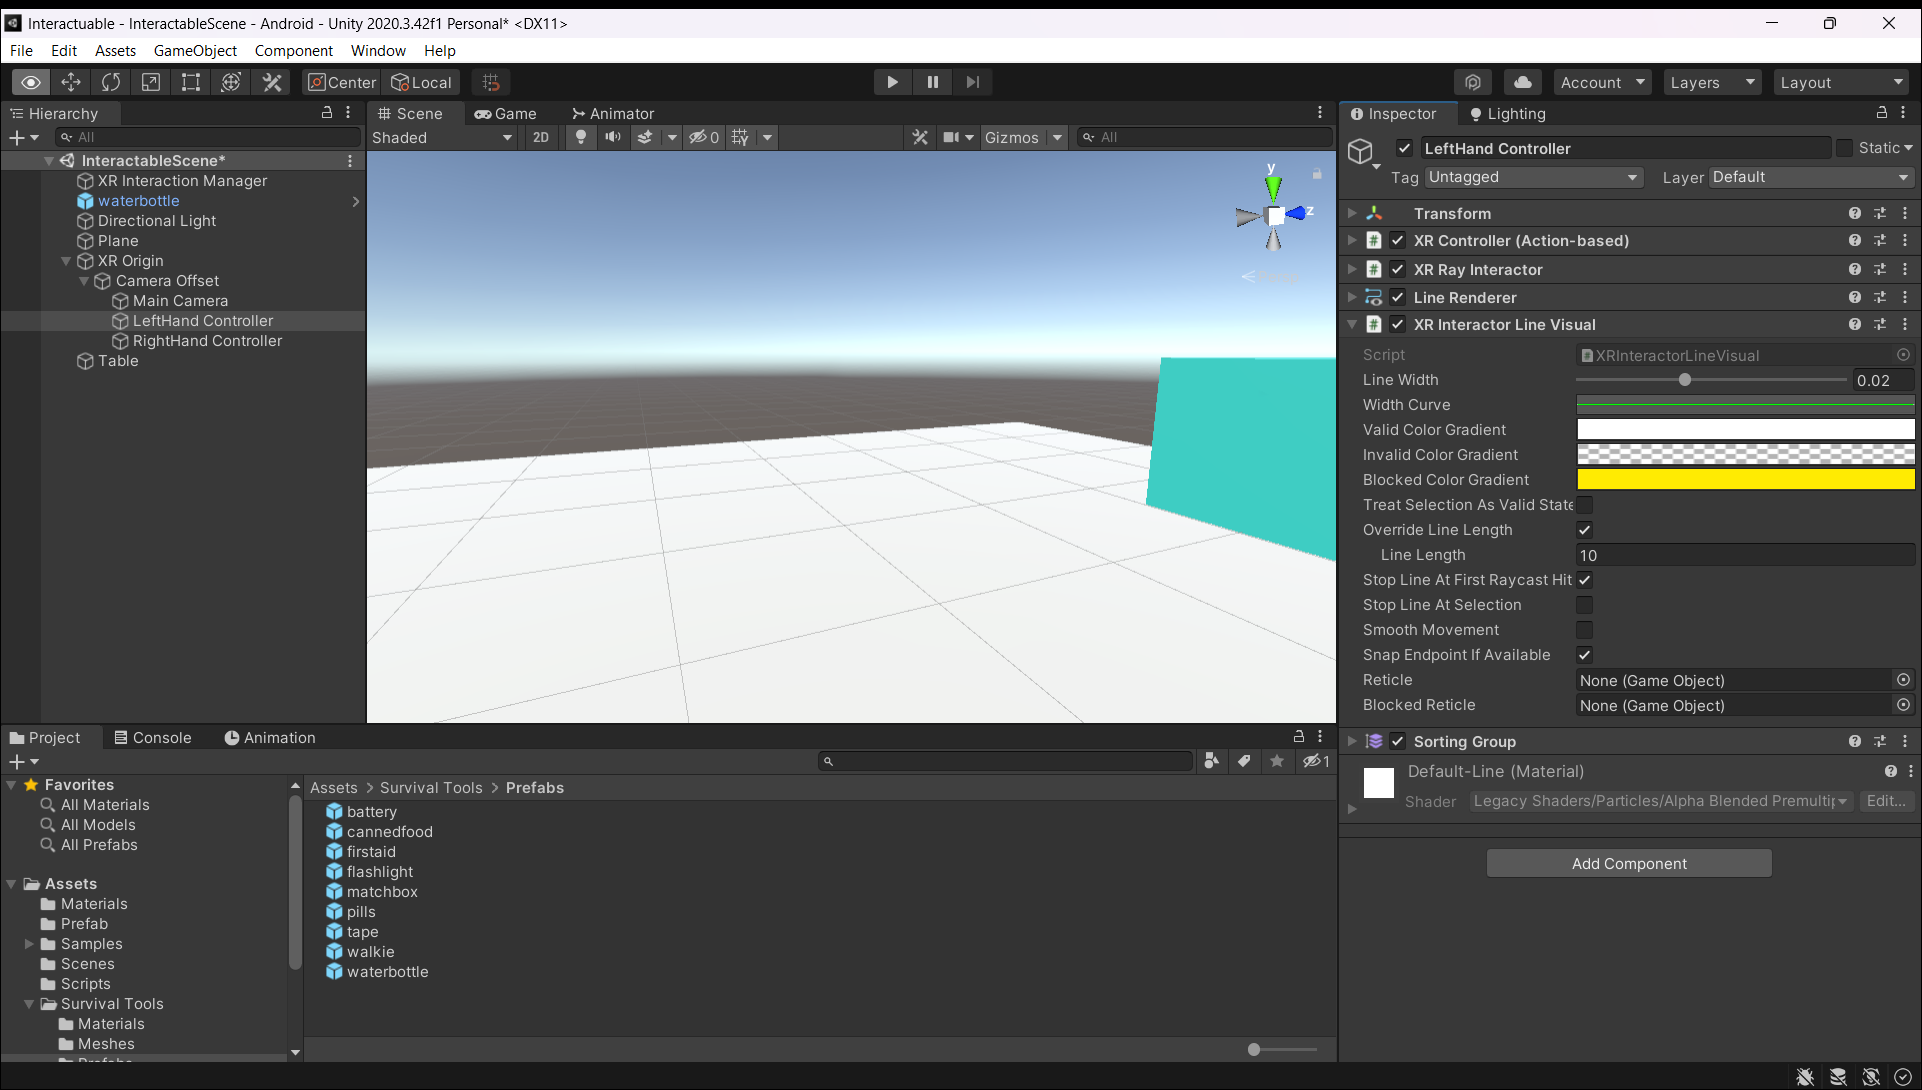 Interactuable - InteractableScene - Android - Unity 2020.3.42f1 Personal* <DX11>
File Edit Assets GameObject Component Window Help
Center Local Account Layers Layout
Hierarchy
All
InteractableScene*
XR Interaction Manager
waterbottle
Directional Light
Plane
XR Origin
Camera Offset
Main Camera
LeftHand Controller
RightHand Controller
Table
Scene Game Animator
Shaded 2D 0 Gizmos All
y
z
Inspector Lighting
LeftHand Controller Static
Tag Untagged Layer Default
Transform
XR Controller (Action-based)
XR Ray Interactor
Line Renderer
XR Interactor Line Visual
Script XRInteractorLineVisual
Line Width 0.02
Width Curve
Valid Color Gradient
Invalid Color Gradient
Blocked Color Gradient
Treat Selection As Valid State
Override Line Length
Line Length 10
Stop Line At First Raycast Hit
Stop Line At Selection
Smooth Movement
Snap Endpoint If Available
Reticle None (Game Object)
Blocked Reticle None (Game Object)
Sorting Group
Default-Line (Material)
Shader Legacy Shaders/Particles/Alpha Blended Premultip Edit...
Add Component
Project Console Animation
1
Favorites
All Materials
All Models
All Prefabs
Assets
Materials
Prefab
Samples
Scenes
Scripts
Survival Tools
Materials
Meshes
Prefabs
Assets > Survival Tools > Prefabs
battery
cannedfood
firstaid
flashlight
matchbox
pills
tape
walkie
waterbottle